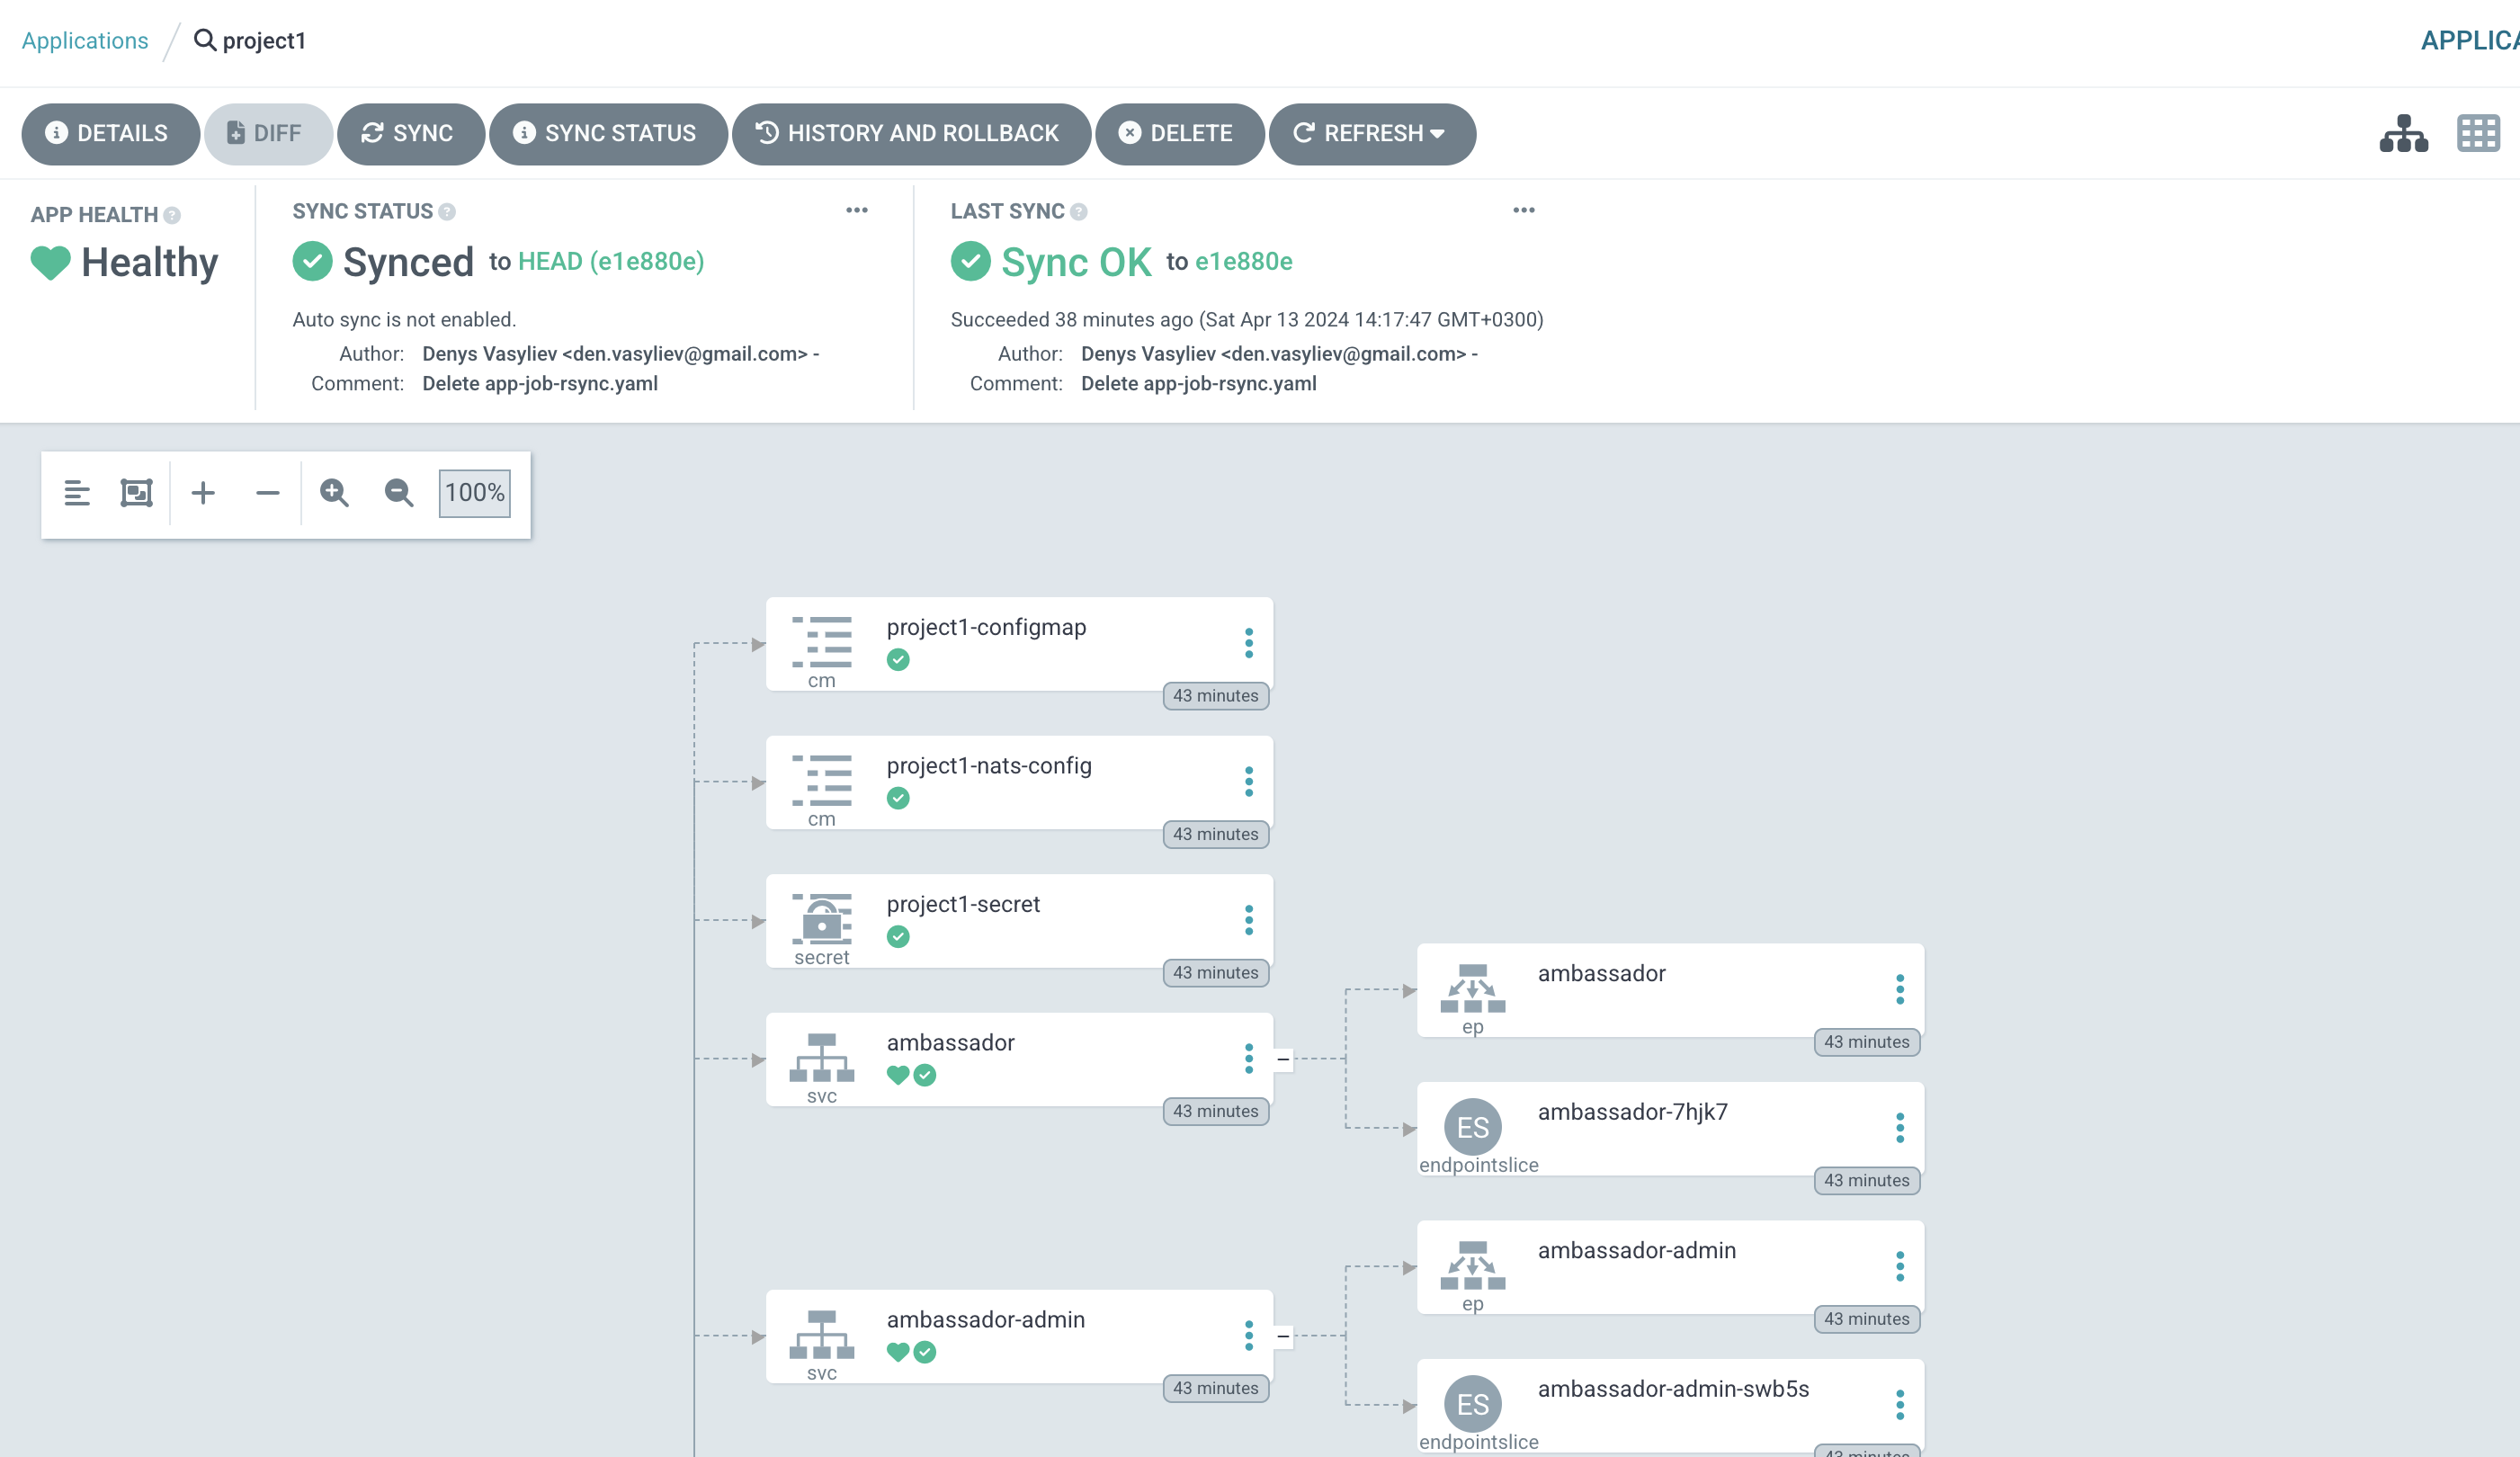 Applications
project1
APPLICA
DETAILS
DIFF
SYNC
SYNC STATUS
HISTORY AND ROLLBACK
DELETE
REFRESH
APP HEALTH
Healthy
SYNC STATUS
Synced to HEAD (e1e880e)
Auto sync is not enabled.
Author: Denys Vasyliev <den.vasyliev@gmail.com> -
Comment: Delete app-job-rsync.yaml
LAST SYNC
Sync OK to e1e880e
Succeeded 38 minutes ago (Sat Apr 13 2024 14:17:47 GMT+0300)
Author: Denys Vasyliev <den.vasyliev@gmail.com> -
Comment: Delete app-job-rsync.yaml
100%
project1-configmap
cm
43 minutes
project1-nats-config
cm
43 minutes
project1-secret
secret
43 minutes
ambassador
svc
43 minutes
ambassador
ep
43 minutes
ambassador-7hjk7
ES
endpointslice
43 minutes
ambassador-admin
svc
43 minutes
ambassador-admin
ep
43 minutes
ambassador-admin-swb5s
ES
endpointslice
43 minutes